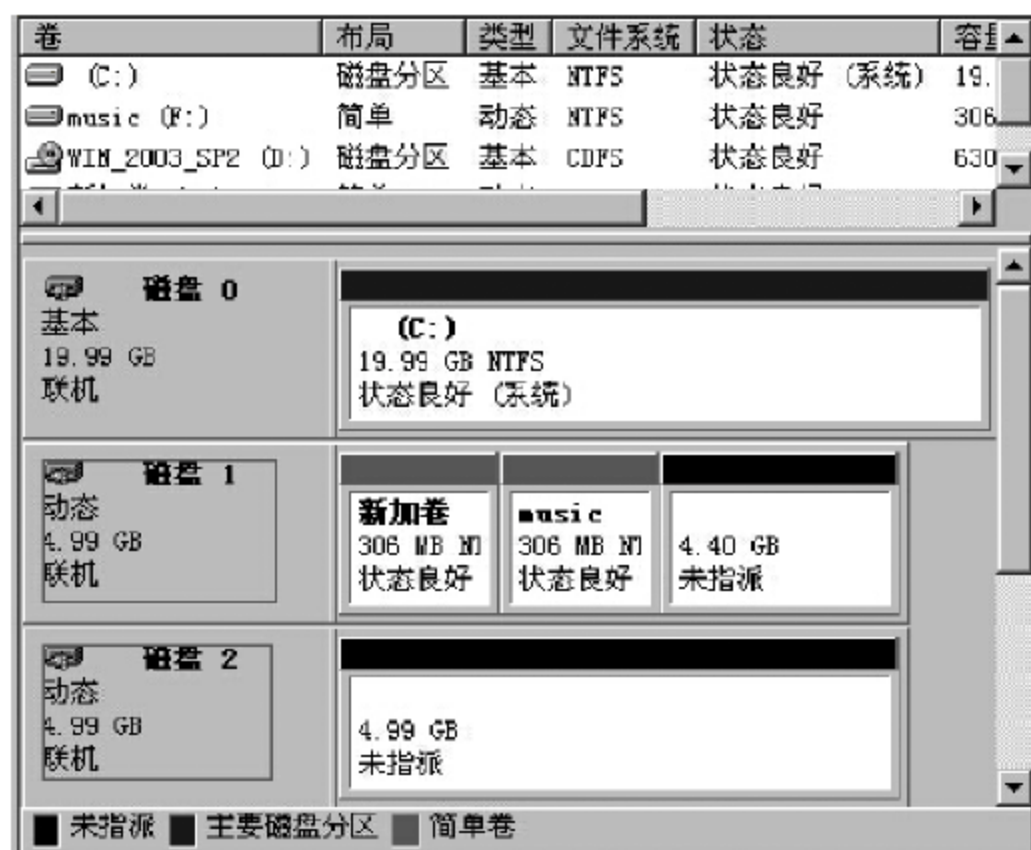 卷 布局 类型 文件系统 状态 容量
(C:) 磁盘分区 基本 NTFS 状态良好 (系统) 19.
music (F:) 简单 动态 NTFS 状态良好 306
WIN_2003_SP2 (D:) 磁盘分区 基本 CDFS 状态良好 630
磁盘 0
基本
19.99 GB
联机
(C:)
19.99 GB NTFS
状态良好 (系统)
磁盘 1
动态
4.99 GB
联机
新加卷
306 MB NT
状态良好
music
306 MB NT
状态良好
4.40 GB
未指派
磁盘 2
动态
4.99 GB
联机
4.99 GB
未指派
未指派 主要磁盘分区 简单卷